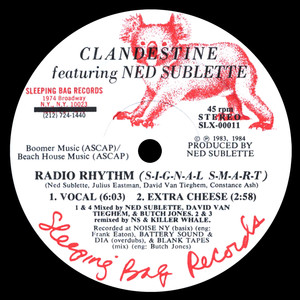 CLANDESTINE
featuring NED SUBLETTE
SLEEPING BAG RECORDS
1974 Broadway
N.Y., N.Y. 10023
(212) 724-1440
45 rpm
STEREO
SLX-00011
Boomer Music (ASCAP)/
Beach House Music (ASCAP)
℗ © 1983, 1984
PRODUCED BY
NED SUBLETTE
RADIO RHYTHM (S-I-G-N-A-L S-M-A-R-T)
(Ned Sublette, Julius Eastman, David Van Tieghem, Constance Ash)
1. VOCAL (6:03) 2. EXTRA CHEESE (2:58)
1 & 4 Mixed by NED SUBLETTE, DAVID VAN
TIEGHEM, & BUTCH JONES. 2 & 3
remixed by NS & KILLER WHALE.
Recorded at NOISE NY (basix) (eng:
Frank Eaton), BATTERY SOUND &
DIA (overdubs), & BLANK TAPES
(mix) (eng: Butch Jones)
Sleeping Bag Records